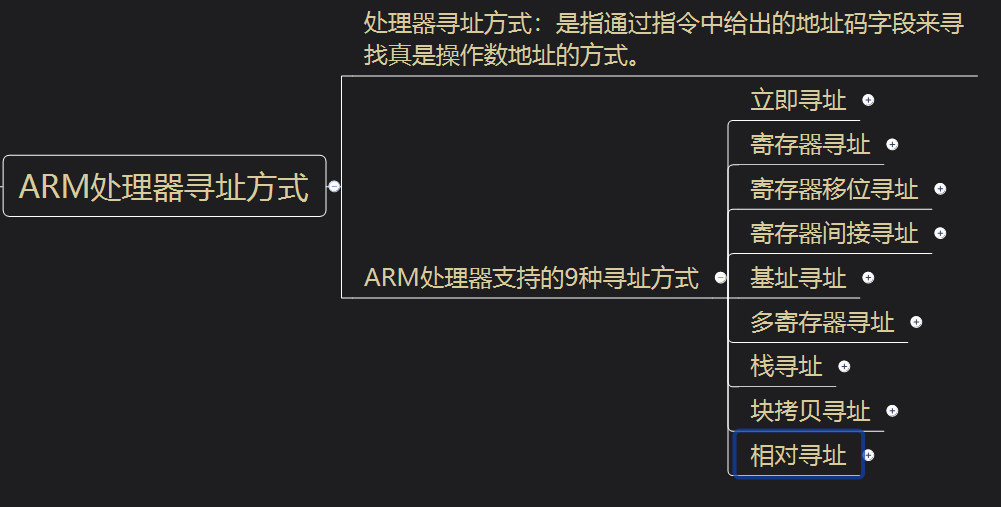 处理器寻址方式：是指通过指令中给出的地址码字段来寻
找真是操作数地址的方式。
ARM处理器寻址方式
ARM处理器支持的9种寻址方式
立即寻址
寄存器寻址
寄存器移位寻址
寄存器间接寻址
基址寻址
多寄存器寻址
栈寻址
块拷贝寻址
相对寻址